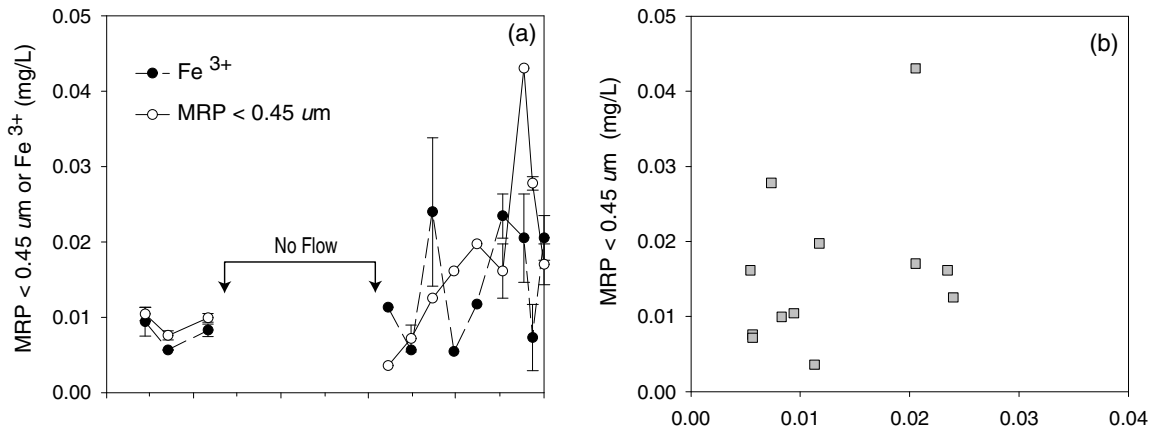 MRP < 0.45 um or Fe 3+ (mg/L)
0.05
0.04
0.03
0.02
0.01
0.00
(a)
Fe 3+
MRP < 0.45 um
No Flow
MRP < 0.45 um (mg/L)
0.05
0.04
0.03
0.02
0.01
0.00
(b)
0.00 0.01 0.02 0.03 0.04